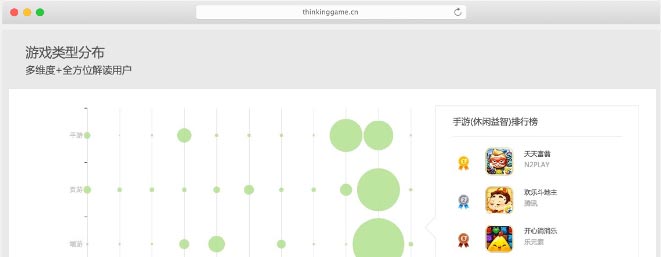 thinkinggame.cn
游戏类型分布
多维度+全方位解读用户
手游(休闲益智)排行榜
手游
天天富翁
N2PLAY
页游
欢乐斗地主
腾讯
端游
开心消消乐
乐元素